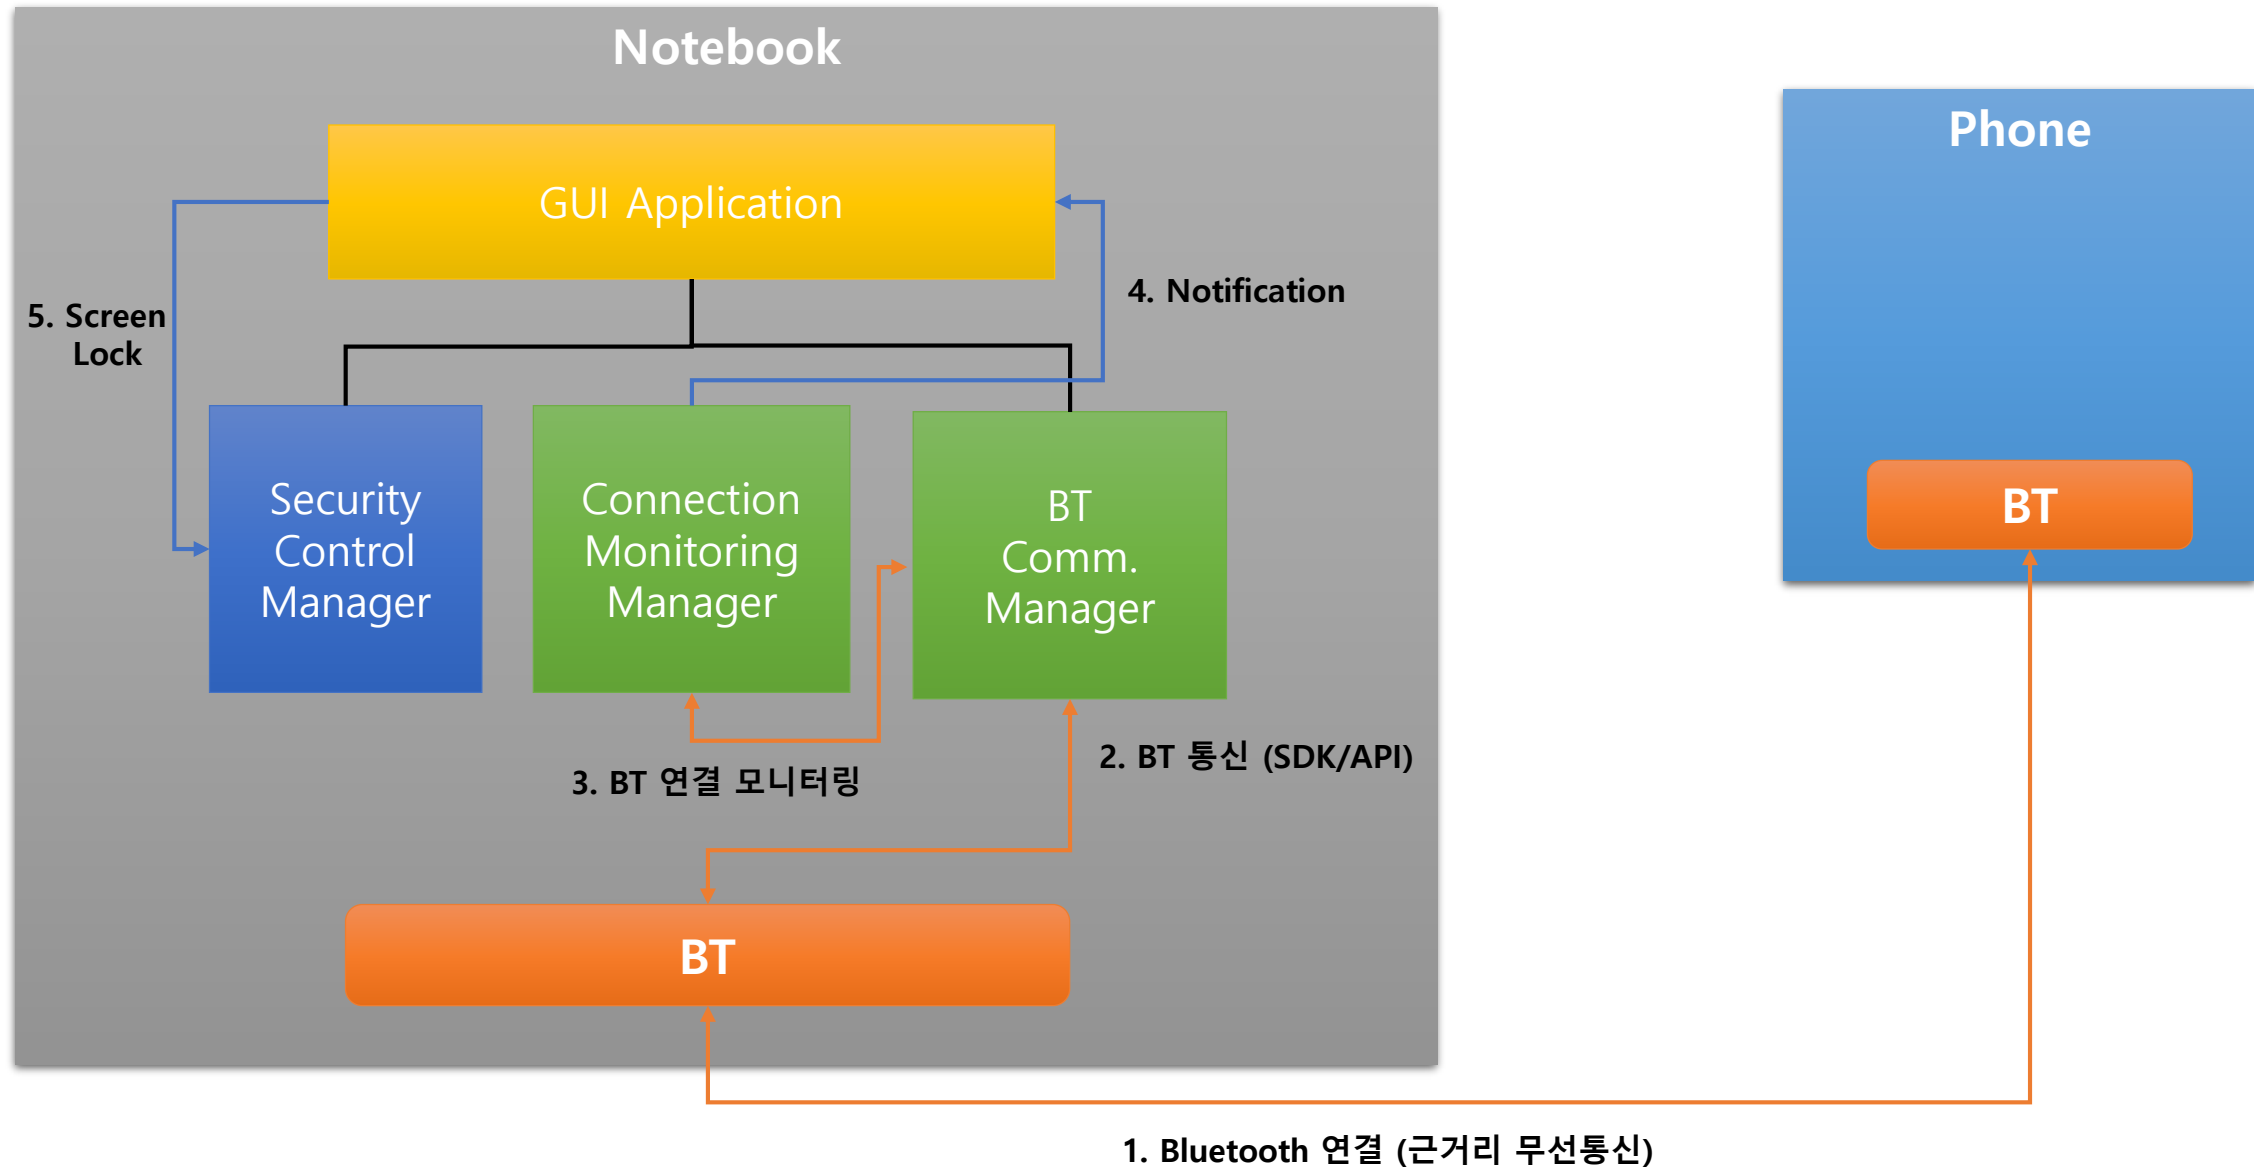 Notebook
Phone
GUI Application
4. Notification
5. Screen
Lock
Security
Control
Manager
Connection
Monitoring
Manager
BT
Comm.
Manager
BT
2. BT 통신 (SDK/API)
3. BT 연결 모니터링
BT
1. Bluetooth 연결 (근거리 무선통신)